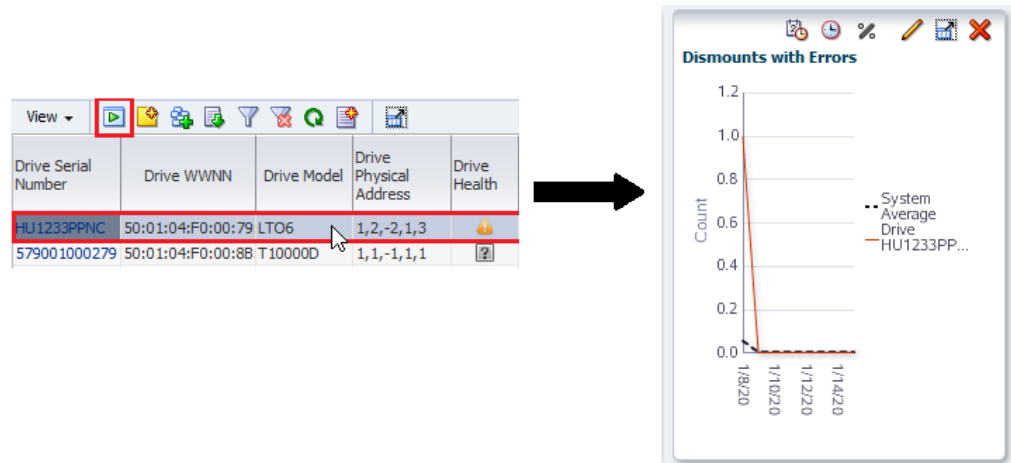 View
Drive Serial
Number
Drive WWNN
Drive Model
Drive
Physical
Address
Drive
Health
HU1233PPNC 50:01:04:F0:00:79 LTO6 1,2,-2,1,3
579001000279 50:01:04:F0:00:8B T10000D 1,1,-1,1,1
?
Dismounts with Errors
1.2
1.0
0.8
0.6
0.4
0.2
0.0
Count
1/8/20
1/10/20
1/12/20
1/14/20
System
Average
Drive
HU1233PP...